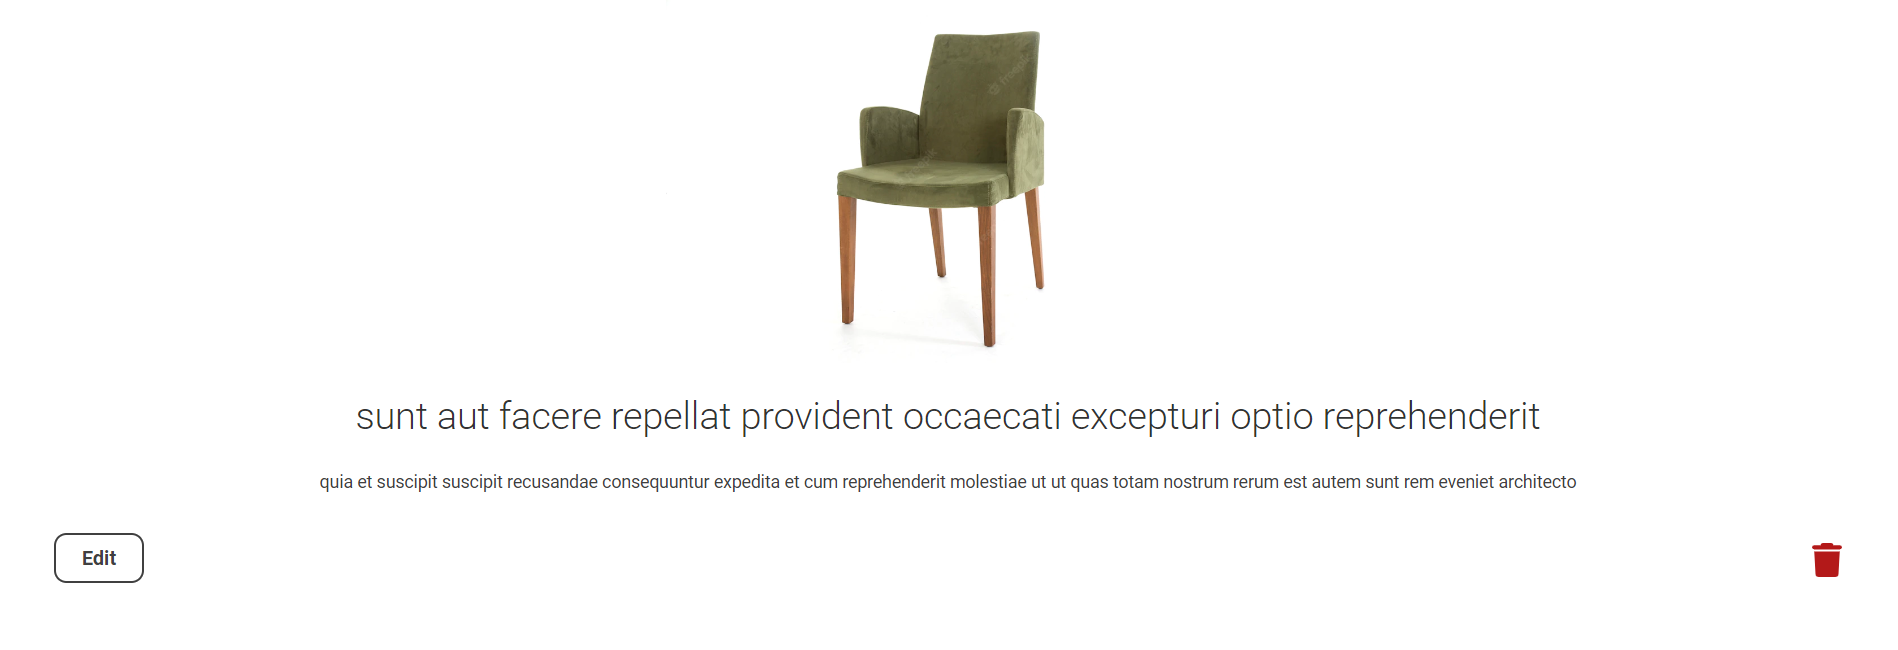 sunt aut facere repellat provident occaecati excepturi optio reprehenderit
quia et suscipit suscipit recusandae consequuntur expedita et cum reprehenderit molestiae ut ut quas totam nostrum rerum est autem sunt rem eveniet architecto
Edit